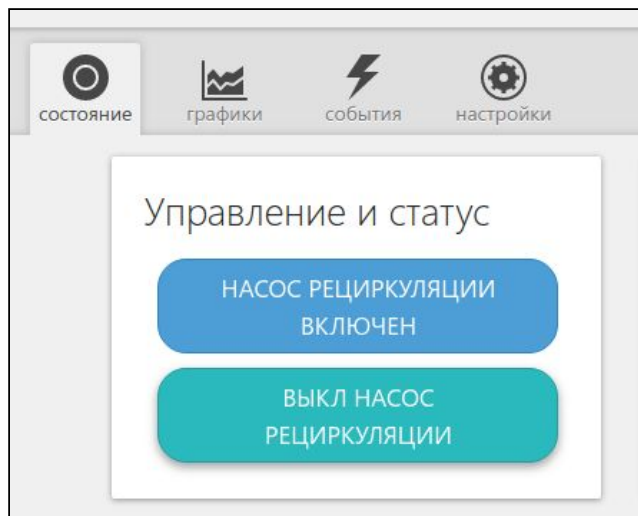 состояние графики события настройки
Управление и статус
НАСОС РЕЦИРКУЛЯЦИИ
ВКЛЮЧЕН
ВЫКЛ НАСОС
РЕЦИРКУЛЯЦИИ